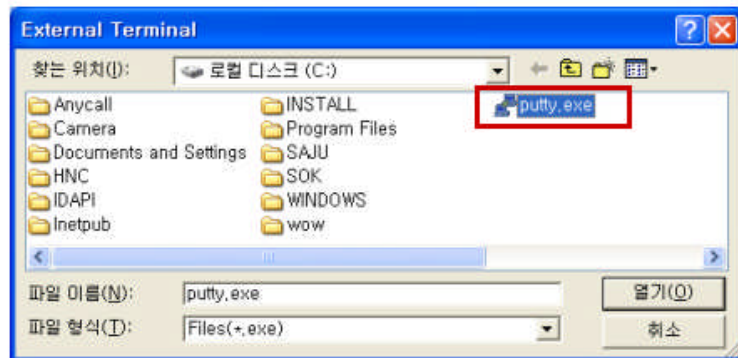 External Terminal
찾는 위치(I): 로컬 디스크 (C:)
Anycall INSTALL putty.exe
Camera Program Files
Documents and Settings SAJU
HNC SOK
IDAPI WINDOWS
Inetpub wow
파일 이름(N): putty.exe 열기(O)
파일 형식(T): Files(*.exe) 취소